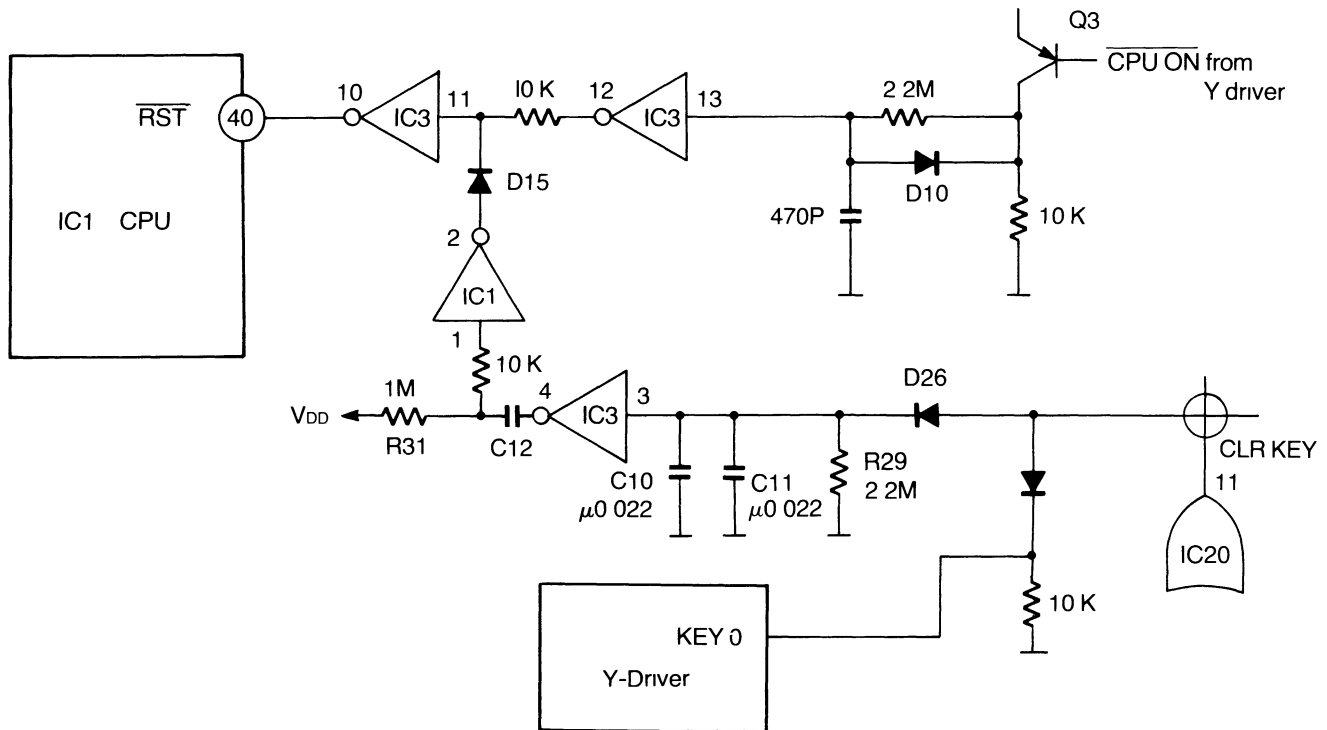 Q3
CPU ON from
Y driver
RST
40
10
IC3
11
10 K
12
IC3
13
2 2M
D10
470P
10 K
D15
IC1 CPU
2
IC1
1
10 K
VDD
1M
R31
C12
4
IC3
3
C10
μ0 022
C11
μ0 022
R29
2 2M
D26
CLR KEY
11
IC20
10 K
KEY 0
Y-Driver